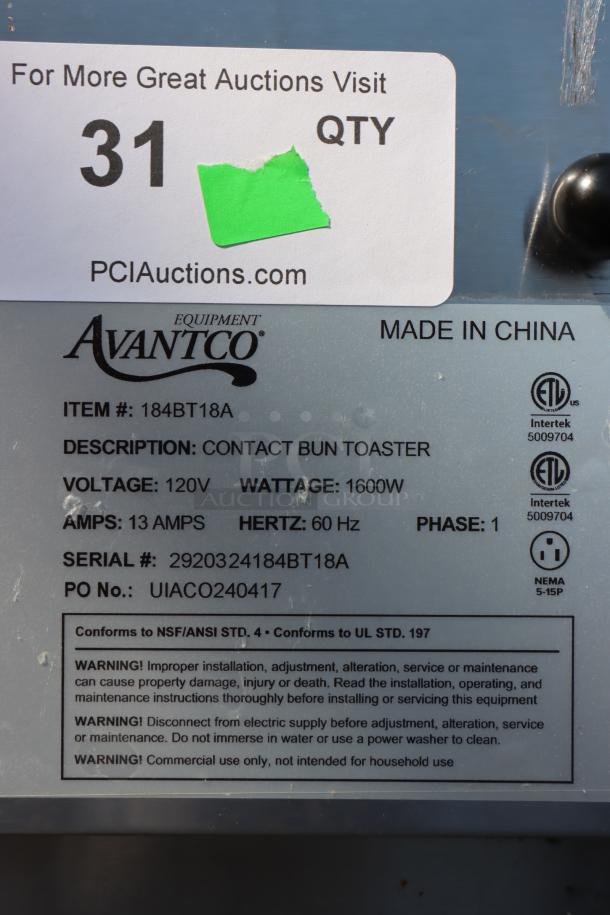 For More Great Auctions Visit
31
QTY
PCIAuctions.com
EQUIPMENT
AVANTCO®
MADE IN CHINA
ITEM #: 184BT18A
DESCRIPTION: CONTACT BUN TOASTER
VOLTAGE: 120V WATTAGE: 1600W
AMPS: 13 AMPS HERTZ: 60 Hz PHASE: 1
SERIAL #: 2920324184BT18A
PO No.: UIACO240417
ETL US
Intertek
5009704
ETL
Intertek
5009704
NEMA
5-15P
PCI
AUCTION GROUP
Conforms to NSF/ANSI STD. 4 • Conforms to UL STD. 197
WARNING! Improper installation, adjustment, alteration, service or maintenance
can cause property damage, injury or death. Read the installation, operating, and
maintenance instructions thoroughly before installing or servicing this equipment
WARNING! Disconnect from electric supply before adjustment, alteration, service
or maintenance. Do not immerse in water or use a power washer to clean.
WARNING! Commercial use only, not intended for household use